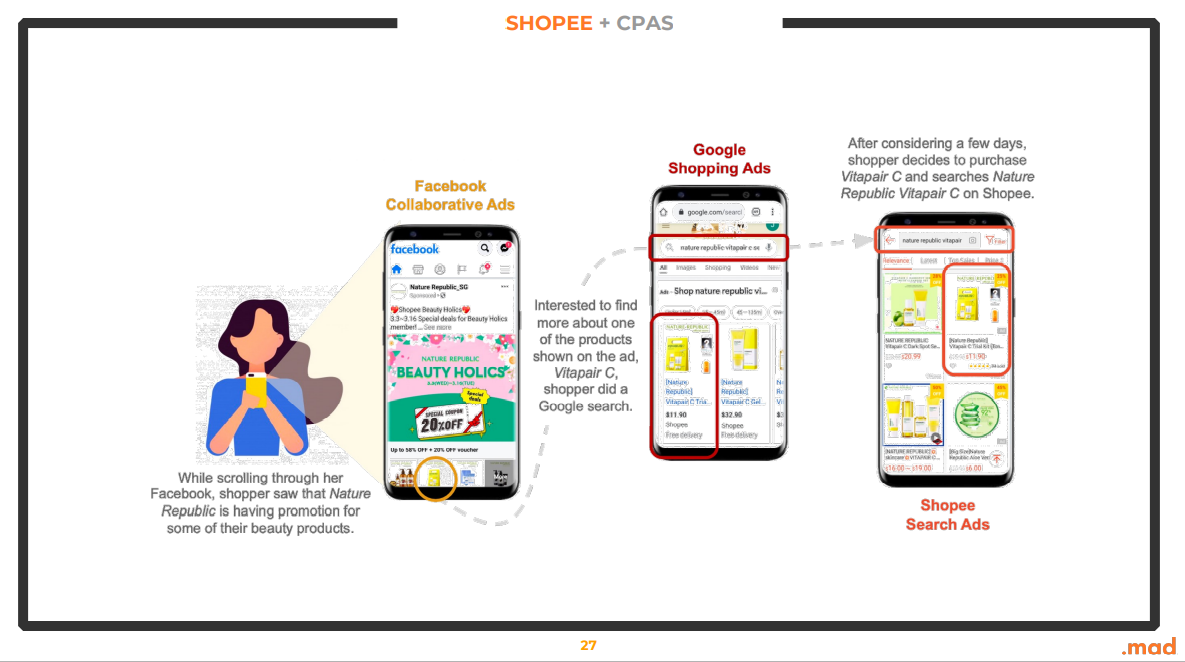 SHOPEE + CPAS
Facebook
Collaborative Ads
While scrolling through her
Facebook, shopper saw that Nature
Republic is having promotion for
some of their beauty products.
facebook
Nature Republic_SG
Sponsored
Shopee Beauty Holics
3.3~3.16 Special deals for Beauty Holics
member! ... See more
NATURE REPUBLIC
BEAUTY HOLICS
3.3(WED)~3.16(TUE)
Special
deals
SPECIAL COUPON
20%OFF
Up to 58% OFF + 20% OFF voucher
Interested to find
more about one
of the products
shown on the ad,
Vitapair C,
shopper did a
Google search.
Google
Shopping Ads
google.com/search
nature republic vitapair c se
All Images Shopping Videos New
Ads - Shop nature republic vi...
45–135ml
NATURE REPUBLIC
[Nature
Republic]
Vitapair C Tria...
$11.90
Shopee
Free delivery
[Nature
Republic]
Vitapair C Gel...
$32.90
Shopee
Free delivery
After considering a few days,
shopper decides to purchase
Vitapair C and searches Nature
Republic Vitapair C on Shopee.
nature republic vitapair
Filter
Relevance Latest Top Sales Price
NATURE REPUBLIC
Vitapair C Dark Spot Se...
$20.99
[Nature Republic]
Vitapair C Trial Kit
$11.90
[NATURE REPUBLIC]
skincare VITAPAIR C...
$16.00 ~ $19.00
[Big Size]Nature
Republic Aloe Ver
$6.90
Shopee
Search Ads
27
.mad